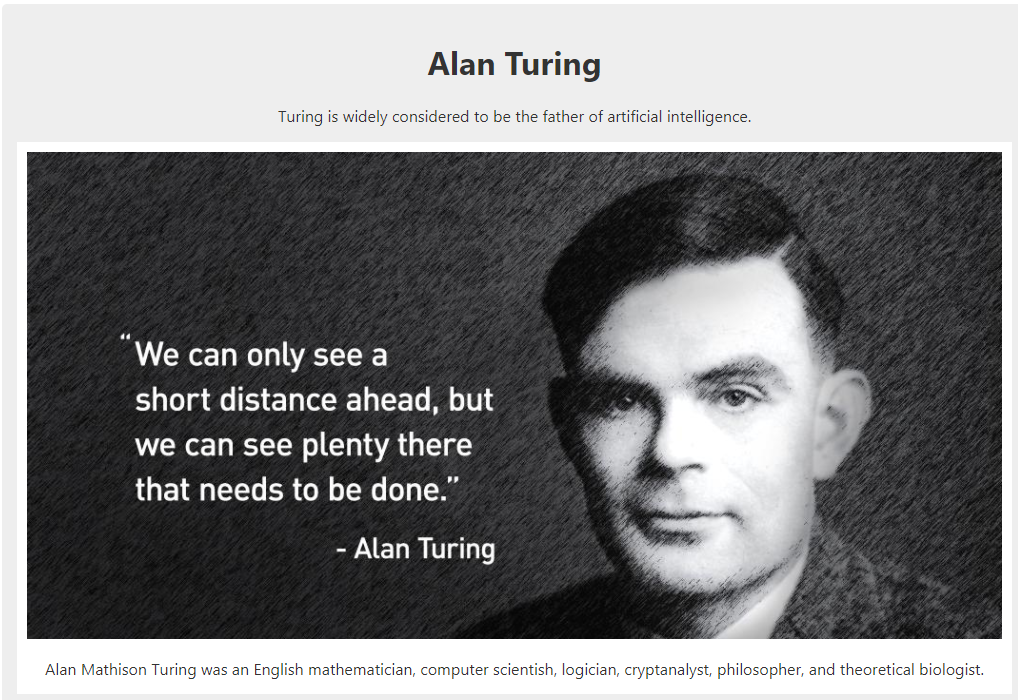 Alan Turing
Turing is widely considered to be the father of artificial intelligence.
“We can only see a
short distance ahead, but
we can see plenty there
that needs to be done.”
- Alan Turing
Alan Mathison Turing was an English mathematician, computer scientist, logician, cryptanalyst, philosopher, and theoretical biologist.